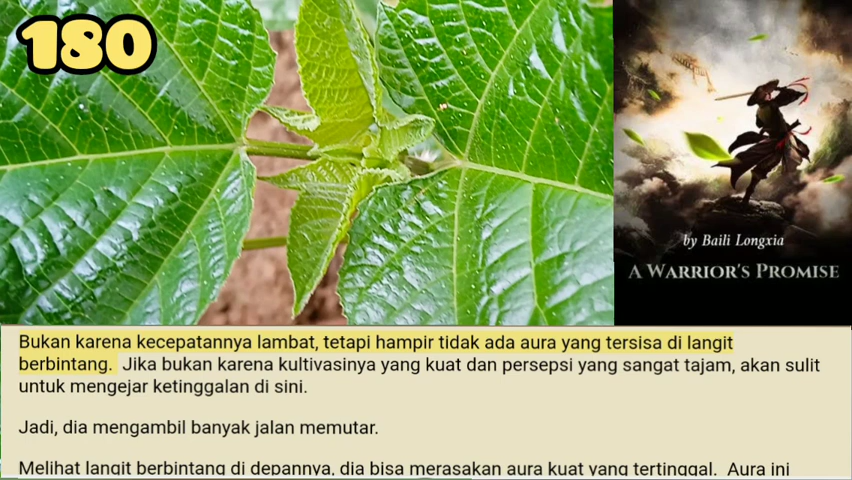 180
by Baili Longxia
A WARRIOR'S PROMISE
Bukan karena kecepatannya lambat, tetapi hampir tidak ada aura yang tersisa di langit
berbintang. Jika bukan karena kultivasinya yang kuat dan persepsi yang sangat tajam, akan sulit
untuk mengejar ketinggalan di sini.
Jadi, dia mengambil banyak jalan memutar.
Melihat langit berbintang di depannya, dia bisa merasakan aura kuat yang tertinggal. Aura ini